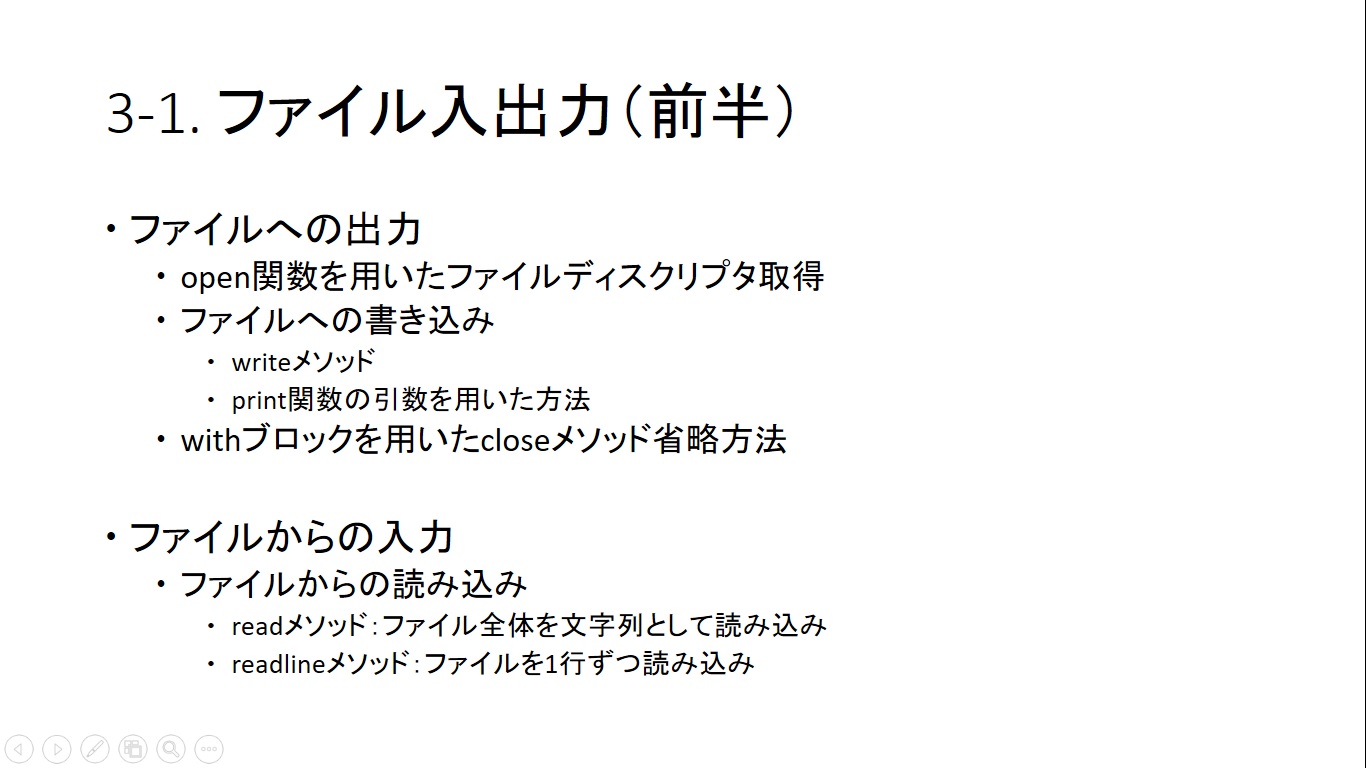 3-1. ファイル入出力（前半）
・ファイルへの出力
・open関数を用いたファイルディスクリプタ取得
・ファイルへの書き込み
・writeメソッド
・print関数の引数を用いた方法
・withブロックを用いたcloseメソッド省略方法
・ファイルからの入力
・ファイルからの読み込み
・readメソッド：ファイル全体を文字列として読み込み
・readlineメソッド：ファイルを1行ずつ読み込み